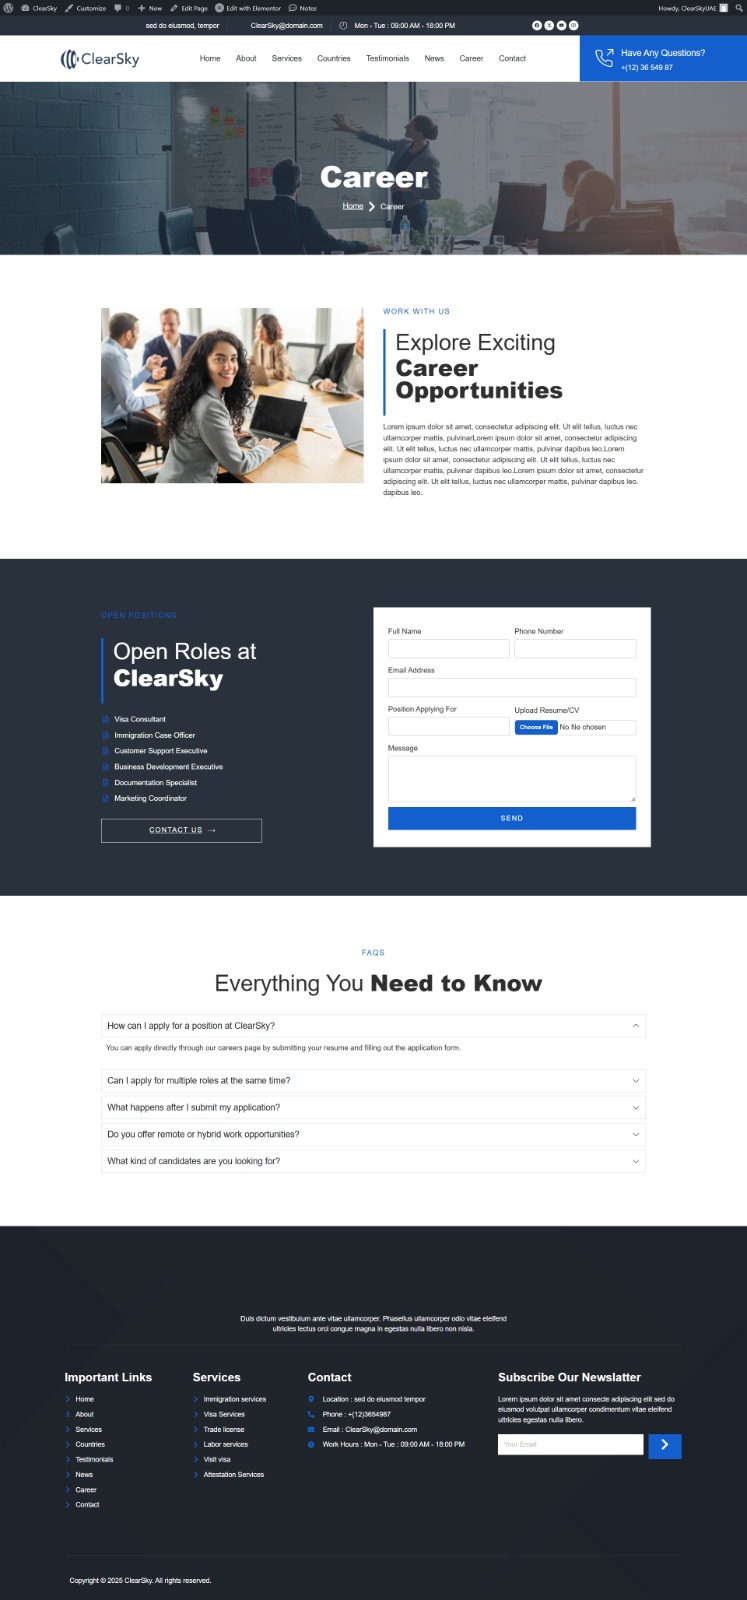 ClearSky Customize 0 New Edit Page Edit with Elementor Notes Howdy, ClearSkyUAE
sed do eiusmod, tempor ClearSky@domain.com Mon - Tue : 09:00 AM - 18:00 PM
ClearSky Home About Services Countries Testimonials News Career Contact
Have Any Questions?
+(12) 36 549 87
Career
Home Career
WORK WITH US
Explore Exciting
Career
Opportunities
Lorem ipsum dolor sit amet, consectetur adipiscing elit. Ut elit tellus, luctus nec
ullamcorper mattis, pulvinarLorem ipsum dolor sit amet, consectetur adipiscing
elit. Ut elit tellus, luctus nec ullamcorper mattis, pulvinar dapibus leo.Lorem
ipsum dolor sit amet, consectetur adipiscing elit. Ut elit tellus, luctus nec
ullamcorper mattis, pulvinar dapibus leo.Lorem ipsum dolor sit amet, consectetur
adipiscing elit. Ut elit tellus, luctus nec ullamcorper mattis, pulvinar dapibus leo.
dapibus leo.
OPEN POSITIONS
Open Roles at
ClearSky
Visa Consultant
Immigration Case Officer
Customer Support Executive
Business Development Executive
Documentation Specialist
Marketing Coordinator
CONTACT US →
Full Name Phone Number
Email Address
Position Applying For Upload Resume/CV
Choose File No file chosen
Message
SEND
FAQS
Everything You Need to Know
How can I apply for a position at ClearSky?
You can apply directly through our careers page by submitting your resume and filling out the application form.
Can I apply for multiple roles at the same time?
What happens after I submit my application?
Do you offer remote or hybrid work opportunities?
What kind of candidates are you looking for?
Duis dictum vestibulum ante vitae ullamcorper. Phasellus ullamcorper odio vitae eleifend
ultricies lectus orci congue magna in egestas nulla libero non nisia.
Important Links
Home
About
Services
Countries
Testimonials
News
Career
Contact
Services
Immigration services
Visa Services
Trade license
Labor services
Visit visa
Attestation Services
Contact
Location : sed do eiusmod tempor
Phone : +(12)3654987
Email : ClearSky@domain.com
Work Hours : Mon - Tue : 09:00 AM - 18:00 PM
Subscribe Our Newslatter
Lorem ipsum dolor sit amet consecte adipiscing elit sed do
eiusmod volutpat ullamcorper condimentum vitae eleifend
ultricies egestas nulla libero.
Your Email
Copyright © 2025 ClearSky. All rights reserved.